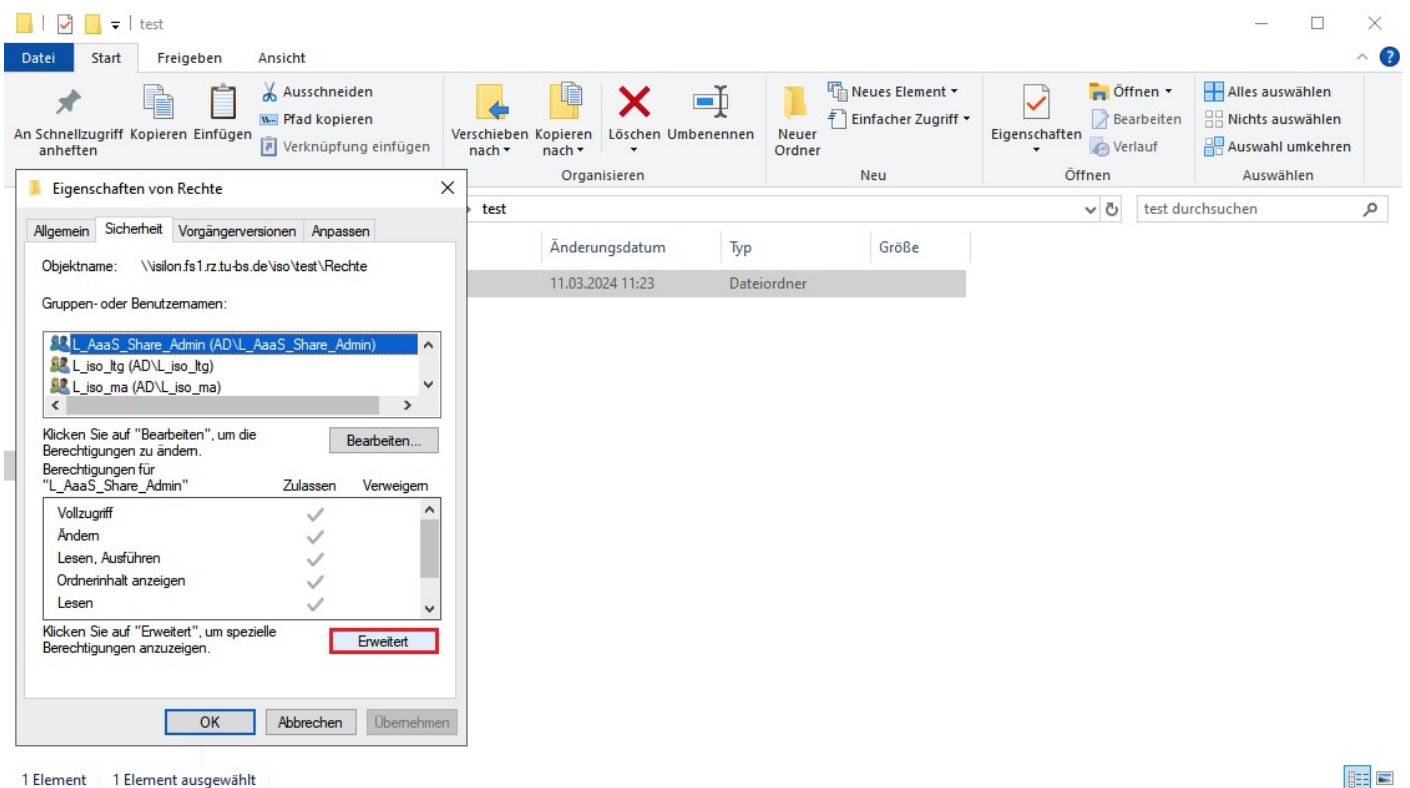 test
Datei Start Freigeben Ansicht
An Schnellzugriff anheften
Kopieren
Einfügen
Ausschneiden
Pfad kopieren
Verknüpfung einfügen
Verschieben nach
Kopieren nach
Löschen
Umbenennen
Organisieren
Neuer Ordner
Neues Element
Einfacher Zugriff
Neu
Eigenschaften
Öffnen
Bearbeiten
Verlauf
Öffnen
Alles auswählen
Nichts auswählen
Auswahl umkehren
Auswählen
test
test durchsuchen
Änderungsdatum Typ Größe
11.03.2024 11:23 Dateiordner
Eigenschaften von Rechte
Allgemein Sicherheit Vorgängerversionen Anpassen
Objektname: \\isilon.fs1.rz.tu-bs.de\iso\test\Rechte
Gruppen- oder Benutzernamen:
L_AaaS_Share_Admin (AD\L_AaaS_Share_Admin)
L_iso_ltg (AD\L_iso_ltg)
L_iso_ma (AD\L_iso_ma)
Klicken Sie auf "Bearbeiten", um die
Berechtigungen zu ändern.
Bearbeiten...
Berechtigungen für
"L_AaaS_Share_Admin" Zulassen Verweigern
Vollzugriff
Ändern
Lesen, Ausführen
Ordnerinhalt anzeigen
Lesen
Klicken Sie auf "Erweitert", um spezielle
Berechtigungen anzuzeigen.
Erweitert
OK Abbrechen Übernehmen
1 Element 1 Element ausgewählt